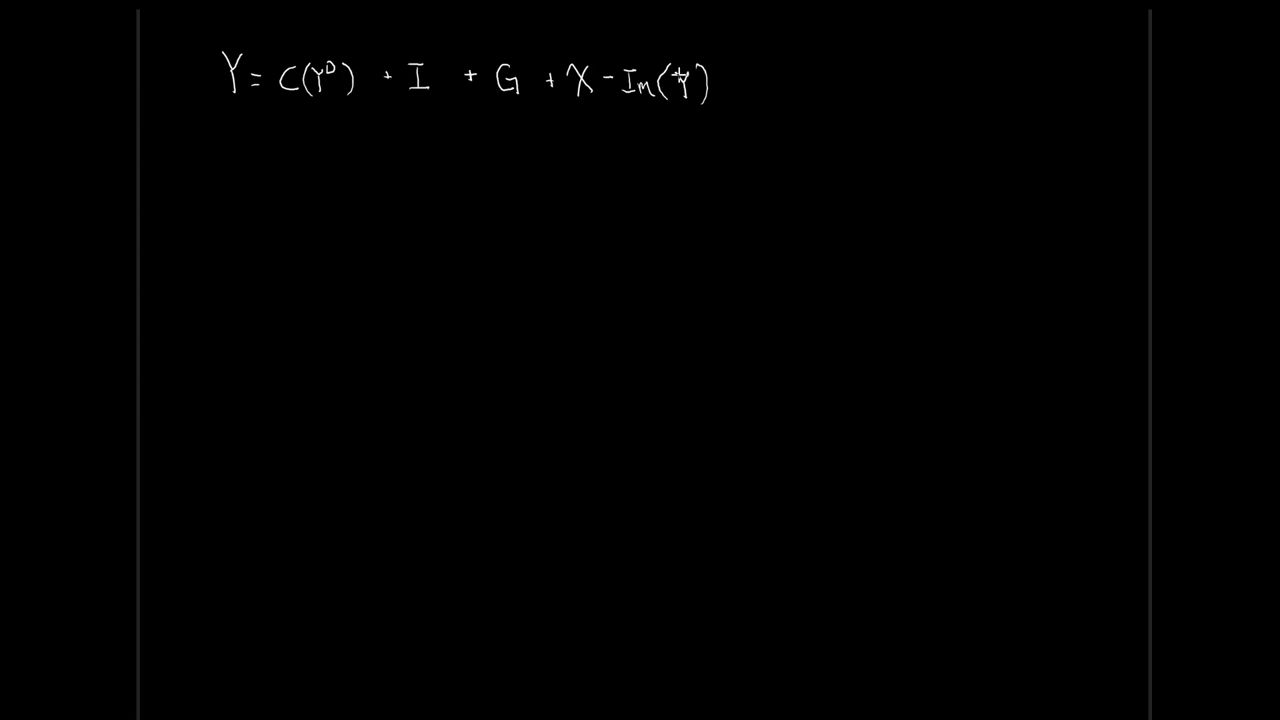 Y = C(Y^D) + I + G + X - Im(Y)